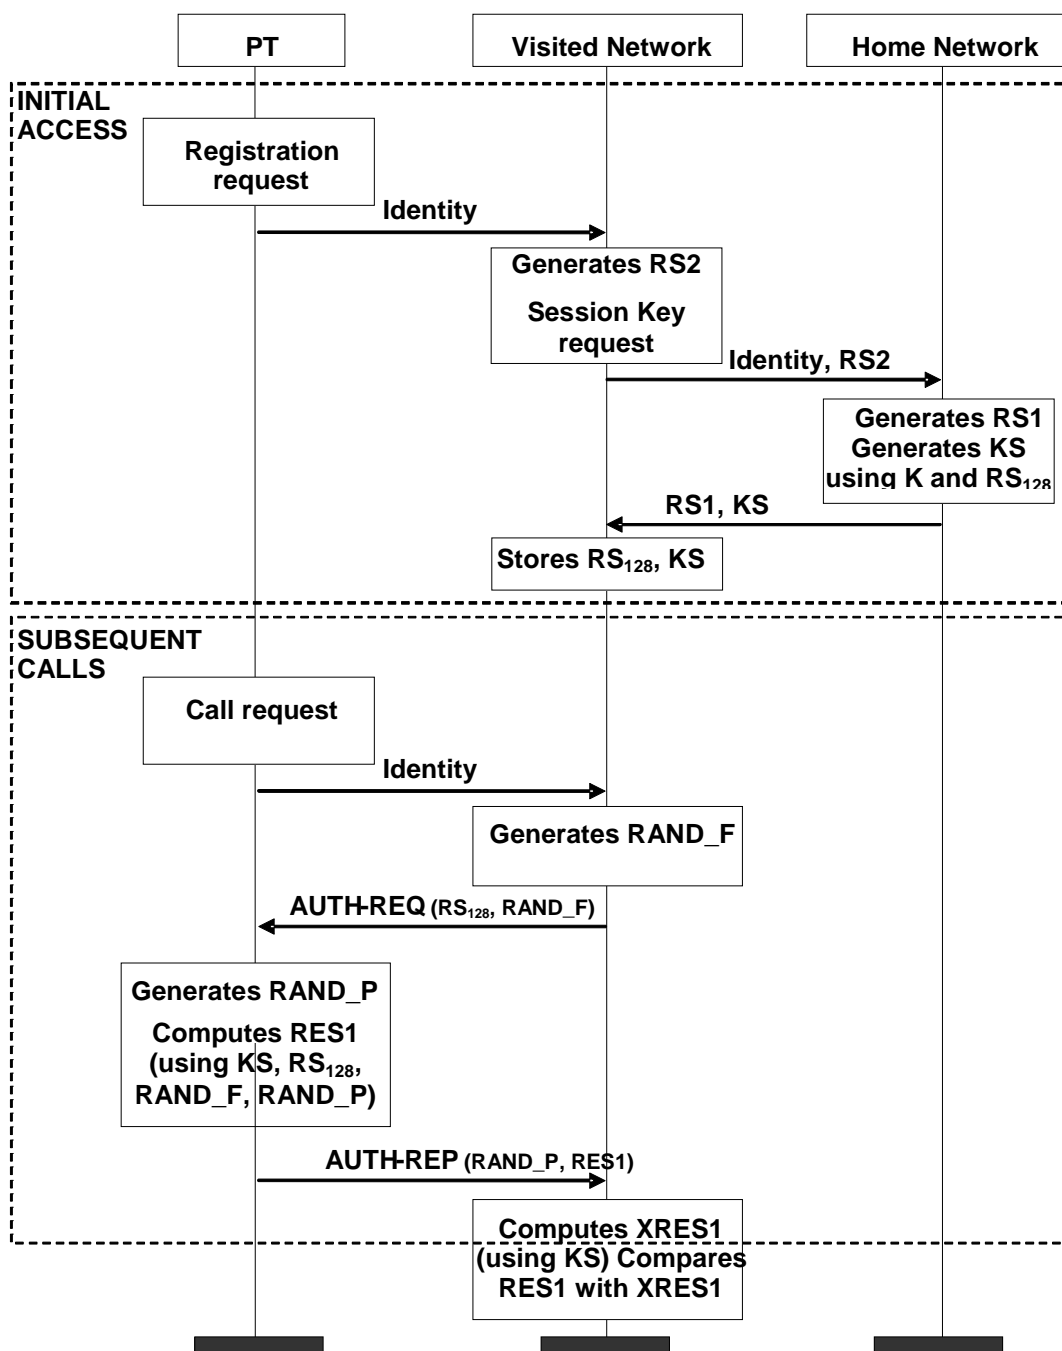 PT
Visited Network
Home Network
INITIAL
ACCESS
Registration
request
Identity
Generates RS2
Session Key
request
Identity, RS2
Generates RS1
Generates KS
using K and RS128
RS1, KS
Stores RS128, KS
SUBSEQUENT
CALLS
Call request
Identity
Generates RAND_F
AUTH-REQ (RS128, RAND_F)
Generates RAND_P
Computes RES1
(using KS, RS128,
RAND_F, RAND_P)
AUTH-REP (RAND_P, RES1)
Computes XRES1
(using KS) Compares
RES1 with XRES1